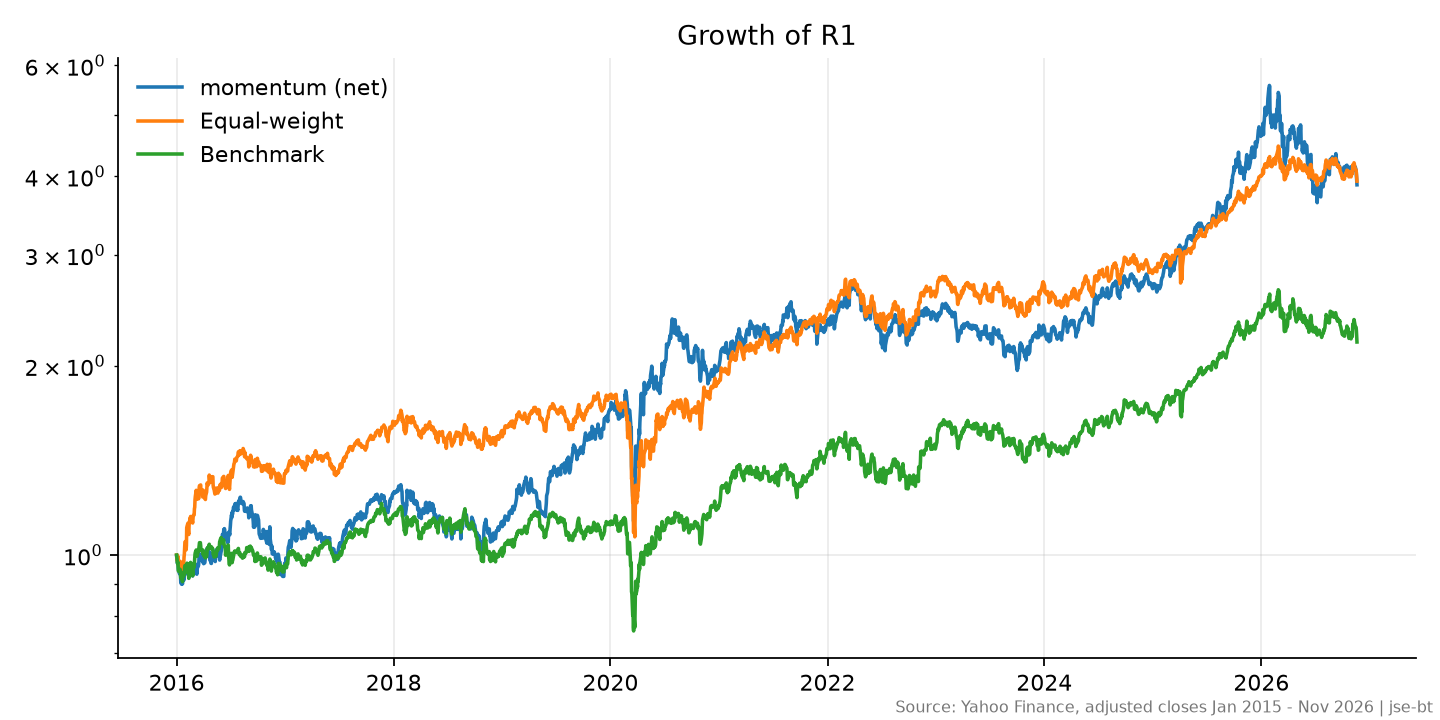 Growth of R1
6 × 10⁰
4 × 10⁰
3 × 10⁰
2 × 10⁰
10⁰
momentum (net)
Equal-weight
Benchmark
2016 2018 2020 2022 2024 2026
Source: Yahoo Finance, adjusted closes Jan 2015 - Nov 2026 | jse-bt